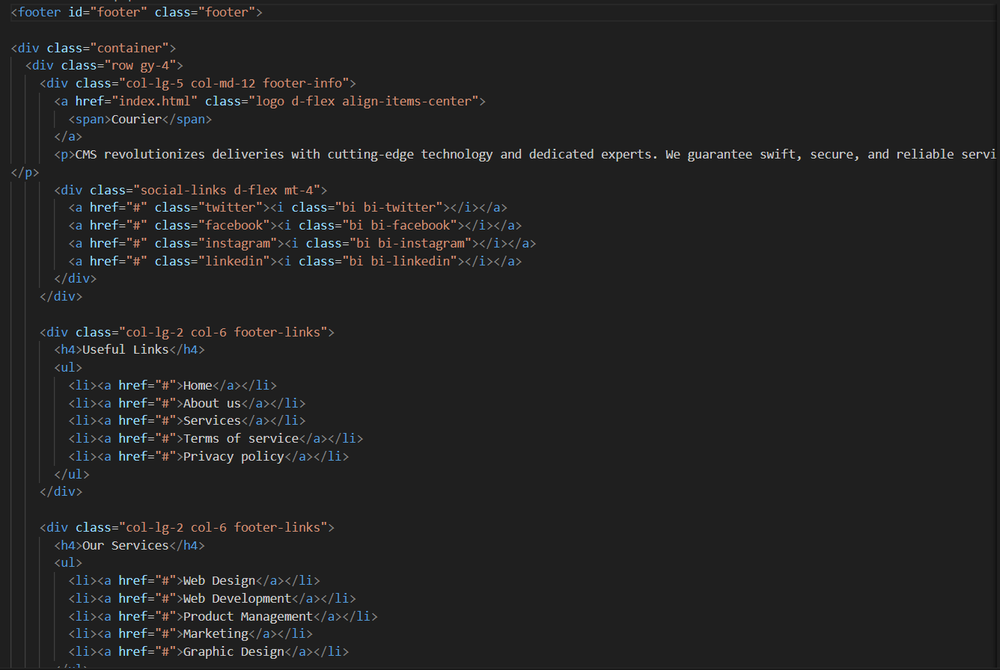 <footer id="footer" class="footer">
<div class="container">
<div class="row gy-4">
<div class="col-lg-5 col-md-12 footer-info">
<a href="index.html" class="logo d-flex align-items-center">
<span>Courier</span>
</a>
<p>CMS revolutionizes deliveries with cutting-edge technology and dedicated experts. We guarantee swift, secure, and reliable servi
</p>
<div class="social-links d-flex mt-4">
<a href="#" class="twitter"><i class="bi bi-twitter"></i></a>
<a href="#" class="facebook"><i class="bi bi-facebook"></i></a>
<a href="#" class="instagram"><i class="bi bi-instagram"></i></a>
<a href="#" class="linkedin"><i class="bi bi-linkedin"></i></a>
</div>
</div>
<div class="col-lg-2 col-6 footer-links">
<h4>Useful Links</h4>
<ul>
<li><a href="#">Home</a></li>
<li><a href="#">About us</a></li>
<li><a href="#">Services</a></li>
<li><a href="#">Terms of service</a></li>
<li><a href="#">Privacy policy</a></li>
</ul>
</div>
<div class="col-lg-2 col-6 footer-links">
<h4>Our Services</h4>
<ul>
<li><a href="#">Web Design</a></li>
<li><a href="#">Web Development</a></li>
<li><a href="#">Product Management</a></li>
<li><a href="#">Marketing</a></li>
<li><a href="#">Graphic Design</a></li>